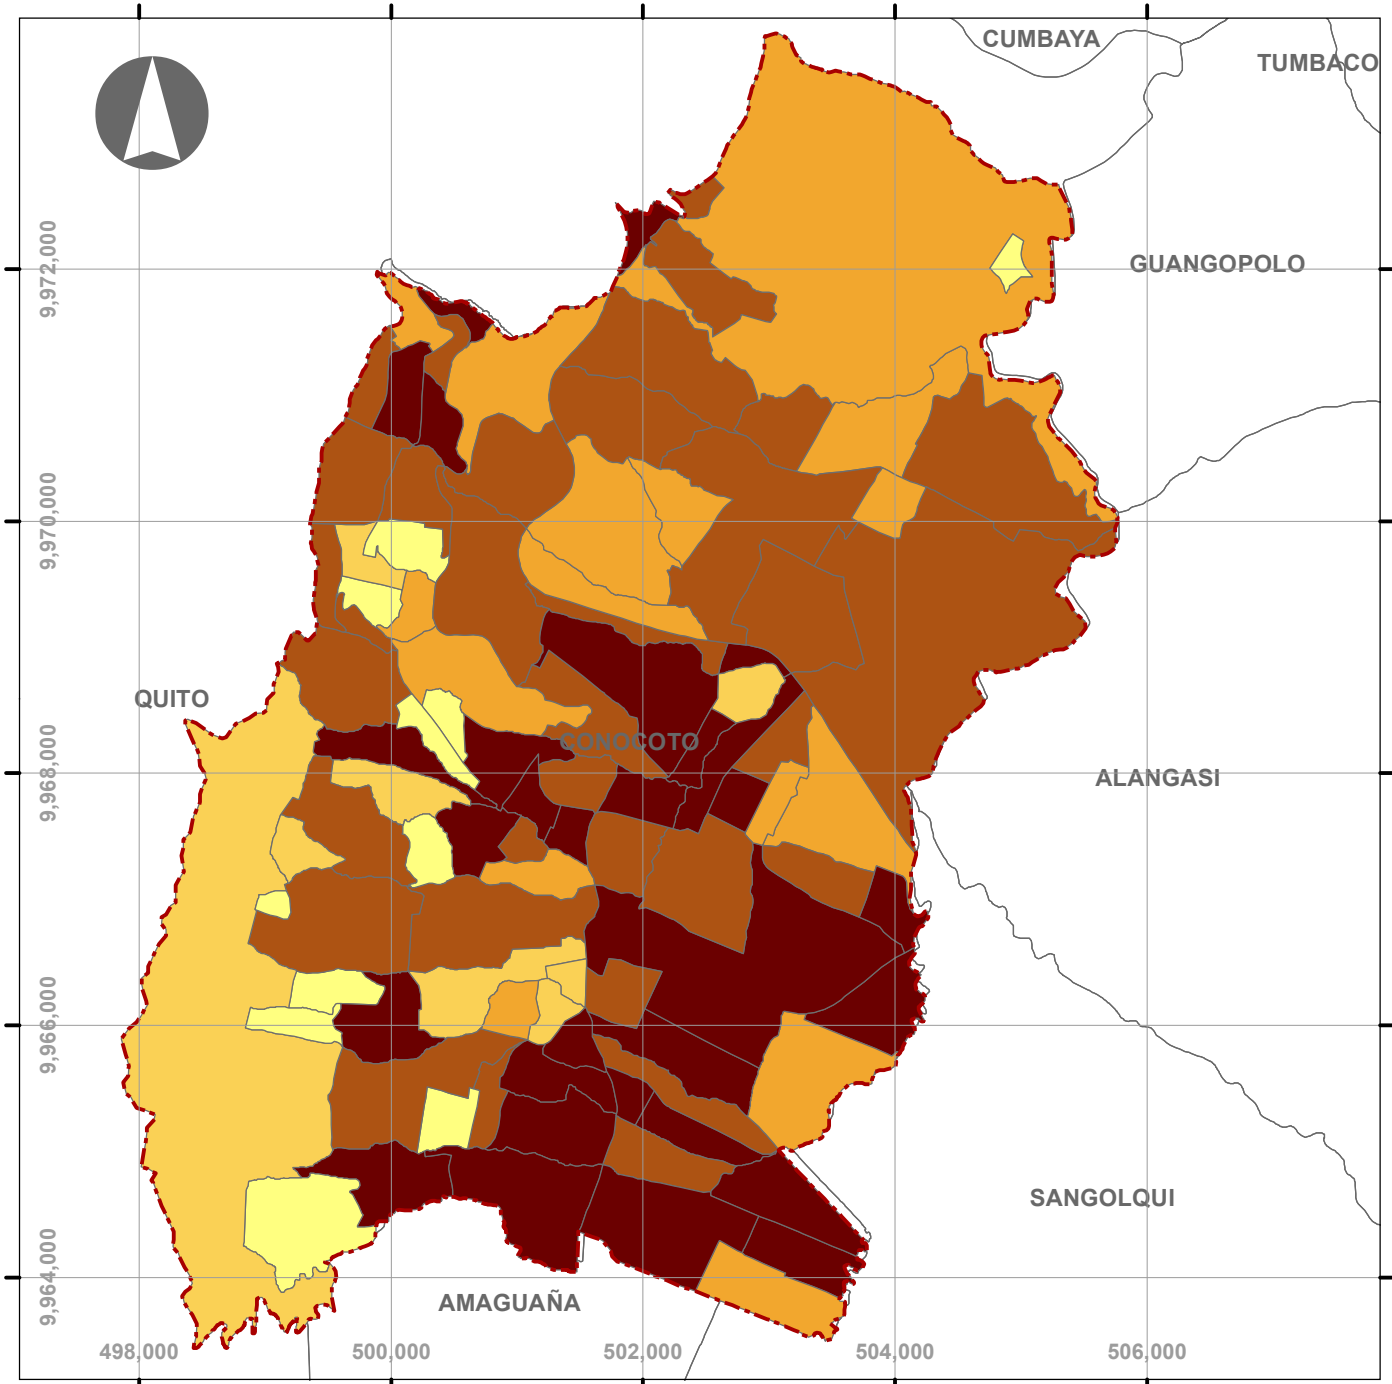 CUMBAYA
TUMBACO
9,972,000
GUANGOPOLO
9,970,000
QUITO
CONOCOTO
9,968,000
ALANGASI
9,966,000
SANGOLQUI
9,964,000
AMAGUAÑA
498,000
500,000
502,000
504,000
506,000